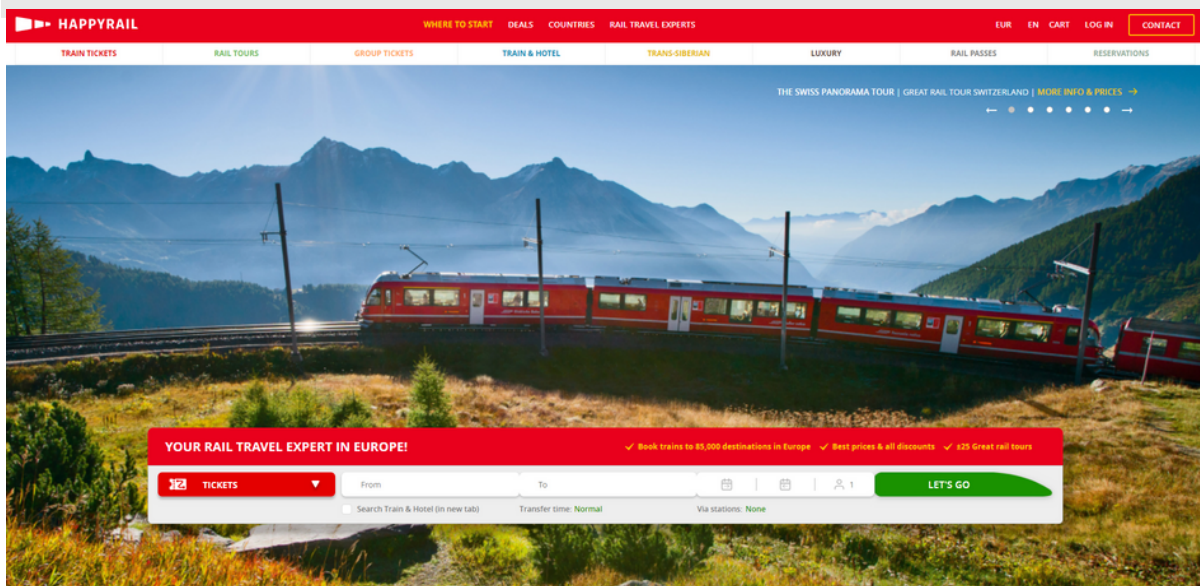 HAPPYRAIL
WHERE TO START DEALS COUNTRIES RAIL TRAVEL EXPERTS EUR EN CART LOG IN CONTACT
TRAIN TICKETS RAIL TOURS GROUP TICKETS TRAIN & HOTEL TRANS-SIBERIAN LUXURY RAIL PASSES RESERVATIONS
THE SWISS PANORAMA TOUR | GREAT RAIL TOUR SWITZERLAND | MORE INFO & PRICES →
YOUR RAIL TRAVEL EXPERT IN EUROPE!
✓ Book trains to 85,000 destinations in Europe ✓ Best prices & all discounts ✓ ±25 Great rail tours
TICKETS From To 1 LET'S GO
Search Train & Hotel (in new tab) Transfer time: Normal Via stations: None